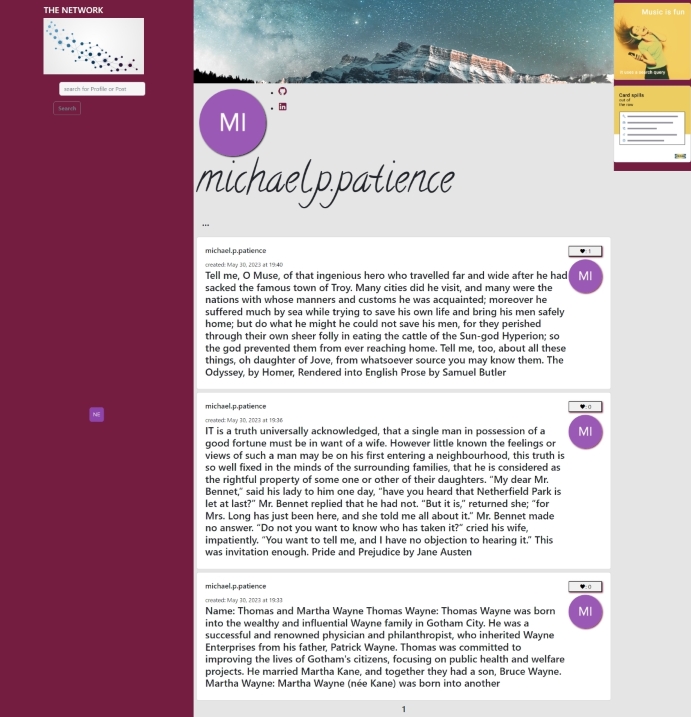 THE NETWORK
search for Profile or Post
Search
NE
MI
michael.p.patience
...
michael.p.patience
1
created: May 30, 2023 at 19:40
MI
Tell me, O Muse, of that ingenious hero who travelled far and wide after he had
sacked the famous town of Troy. Many cities did he visit, and many were the
nations with whose manners and customs he was acquainted; moreover he
suffered much by sea while trying to save his own life and bring his men safely
home; but do what he might he could not save his men, for they perished
through their own sheer folly in eating the cattle of the Sun-god Hyperion; so
the god prevented them from ever reaching home. Tell me, too, about all these
things, oh daughter of Jove, from whatsoever source you may know them. The
Odyssey, by Homer, Rendered into English Prose by Samuel Butler
michael.p.patience
0
created: May 30, 2023 at 19:36
MI
IT is a truth universally acknowledged, that a single man in possession of a
good fortune must be in want of a wife. However little known the feelings or
views of such a man may be on his first entering a neighbourhood, this truth is
so well fixed in the minds of the surrounding families, that he is considered as
the rightful property of some one or other of their daughters. “My dear Mr.
Bennet,” said his lady to him one day, “have you heard that Netherfield Park is
let at last?” Mr. Bennet replied that he had not. “But it is,” returned she; “for
Mrs. Long has just been here, and she told me all about it.” Mr. Bennet made
no answer. “Do not you want to know who has taken it?” cried his wife,
impatiently. “You want to tell me, and I have no objection to hearing it.” This
was invitation enough. Pride and Prejudice by Jane Austen
michael.p.patience
0
created: May 30, 2023 at 19:33
MI
Name: Thomas and Martha Wayne Thomas Wayne: Thomas Wayne was born
into the wealthy and influential Wayne family in Gotham City. He was a
successful and renowned physician and philanthropist, who inherited Wayne
Enterprises from his father, Patrick Wayne. Thomas was committed to
improving the lives of Gotham's citizens, focusing on public health and welfare
projects. He married Martha Kane, and together they had a son, Bruce Wayne.
Martha Wayne: Martha Wayne (née Kane) was born into another
1
Music is fun
search query
Card spills
out of
the row